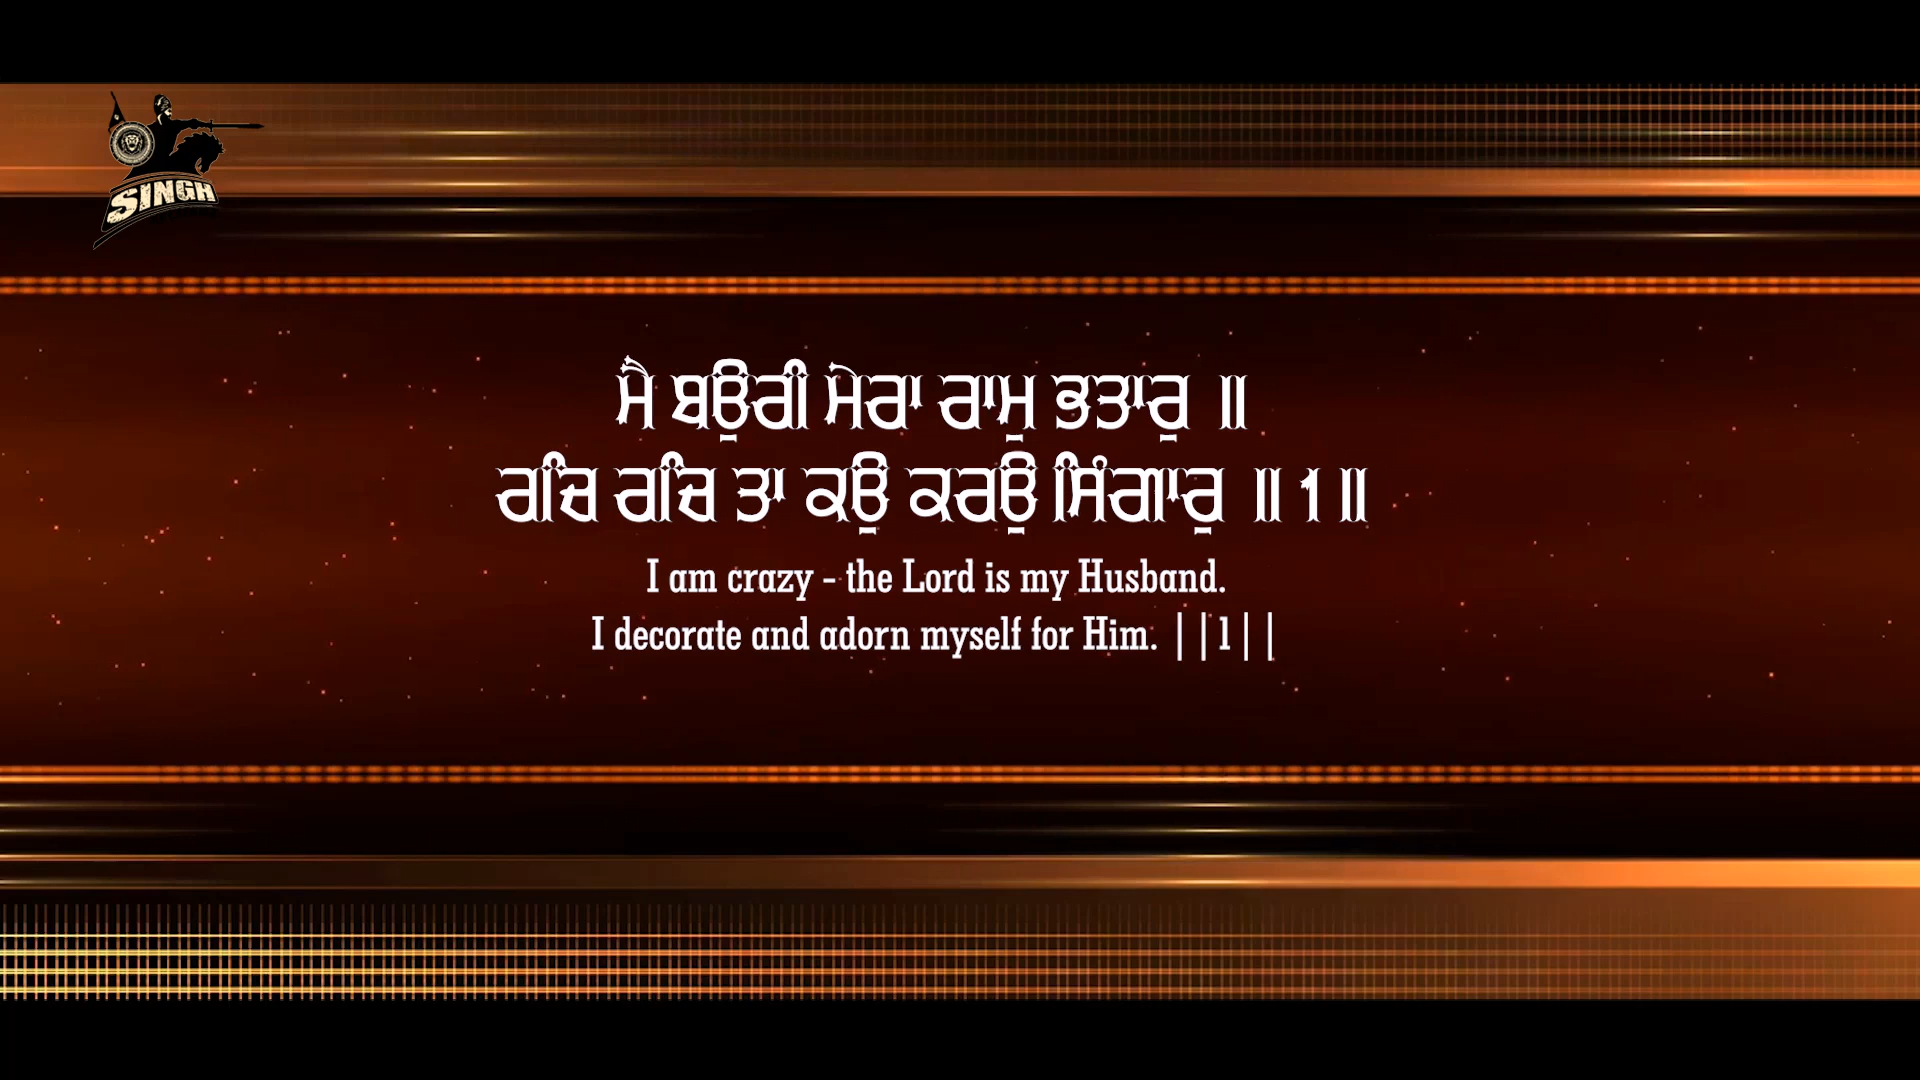 SINGH
ਮੈ ਬਉਰੀ ਮੇਰਾ ਰਾਮੁ ਭਤਾਰੁ ॥
ਰਚਿ ਰਚਿ ਤਾ ਕਉ ਕਰਉ ਸਿੰਗਾਰੁ ॥ 1 ॥
I am crazy - the Lord is my Husband.
I decorate and adorn myself for Him. ||1||